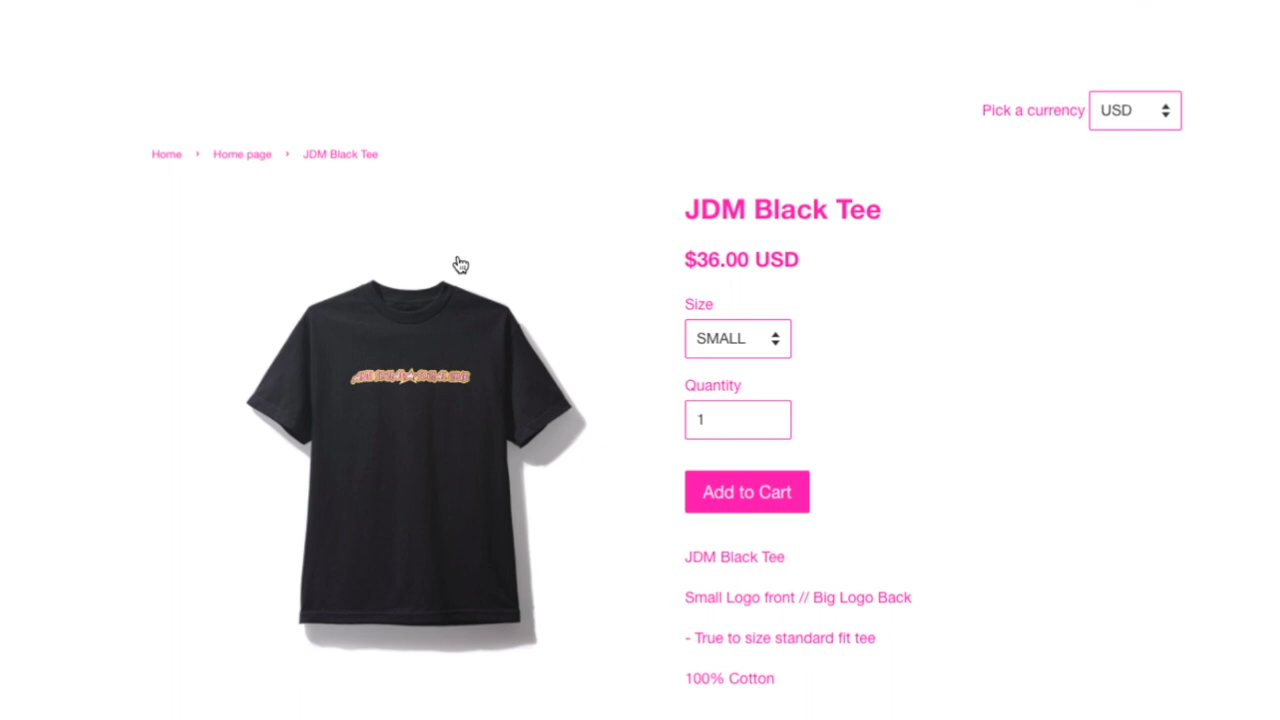 Pick a currency USD
Home › Home page › JDM Black Tee
JDM Black Tee
$36.00 USD
Size
SMALL
Quantity
1
Add to Cart
JDM Black Tee
Small Logo front // Big Logo Back
- True to size standard fit tee
100% Cotton